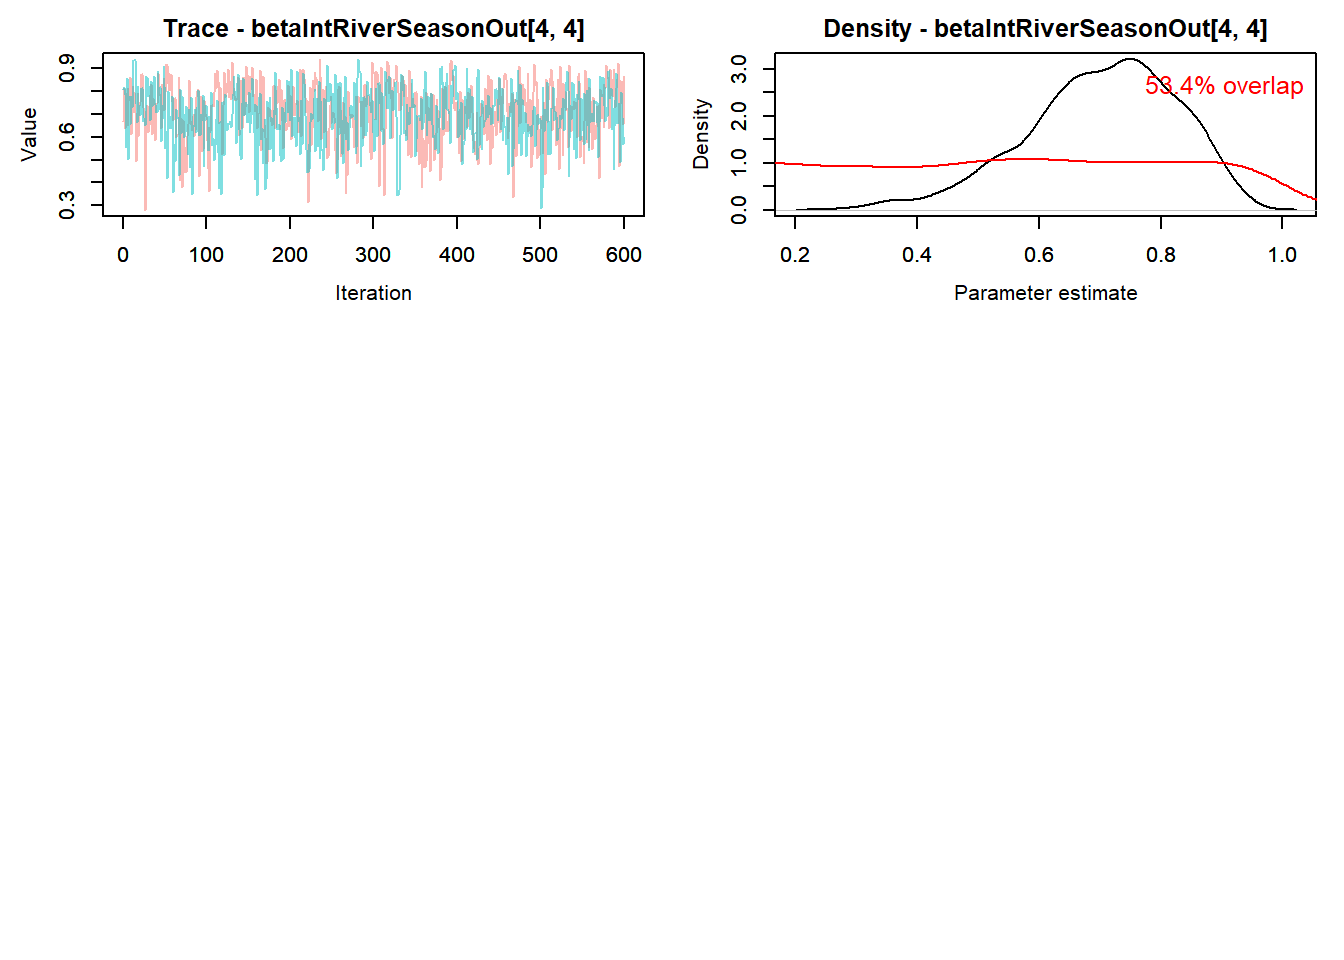 Trace - betaIntRiverSeasonOut[4, 4]
Value
0.9
0.6
0.3
0 100 200 300 400 500 600
Iteration
Density - betaIntRiverSeasonOut[4, 4]
53.4% overlap
Density
3.0
2.0
1.0
0.0
0.2 0.4 0.6 0.8 1.0
Parameter estimate